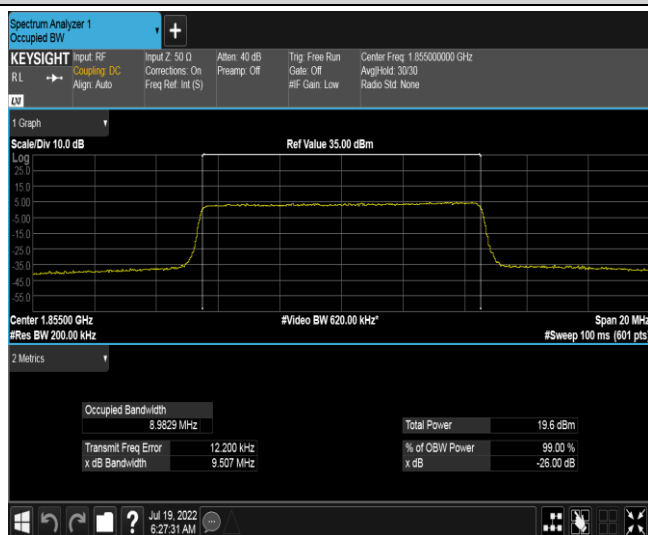 Spectrum Analyzer 1
Occupied BW
+
KEYSIGHT Input: RF Input Z: 50 Ω Atten: 40 dB Trig: Free Run Center Freq: 1.855000000 GHz
R L Coupling: DC Corrections: On Preamp: Off Gate: Off Avg|Hold: 30/30
Align: Auto Freq Ref: Int (S) #IF Gain: Low Radio Std: None
LXI
1 Graph
Scale/Div 10.0 dB Ref Value 35.00 dBm
Log
25.0
15.0
5.00
-5.00
-15.0
-25.0
-35.0
-45.0
-55.0
Center 1.85500 GHz #Video BW 620.00 kHz* Span 20 MHz
#Res BW 200.00 kHz #Sweep 100 ms (601 pts)
2 Metrics
Occupied Bandwidth
8.9829 MHz Total Power 19.6 dBm
Transmit Freq Error 12.200 kHz % of OBW Power 99.00 %
x dB Bandwidth 9.507 MHz x dB -26.00 dB
? Jul 19, 2022
6:27:31 AM